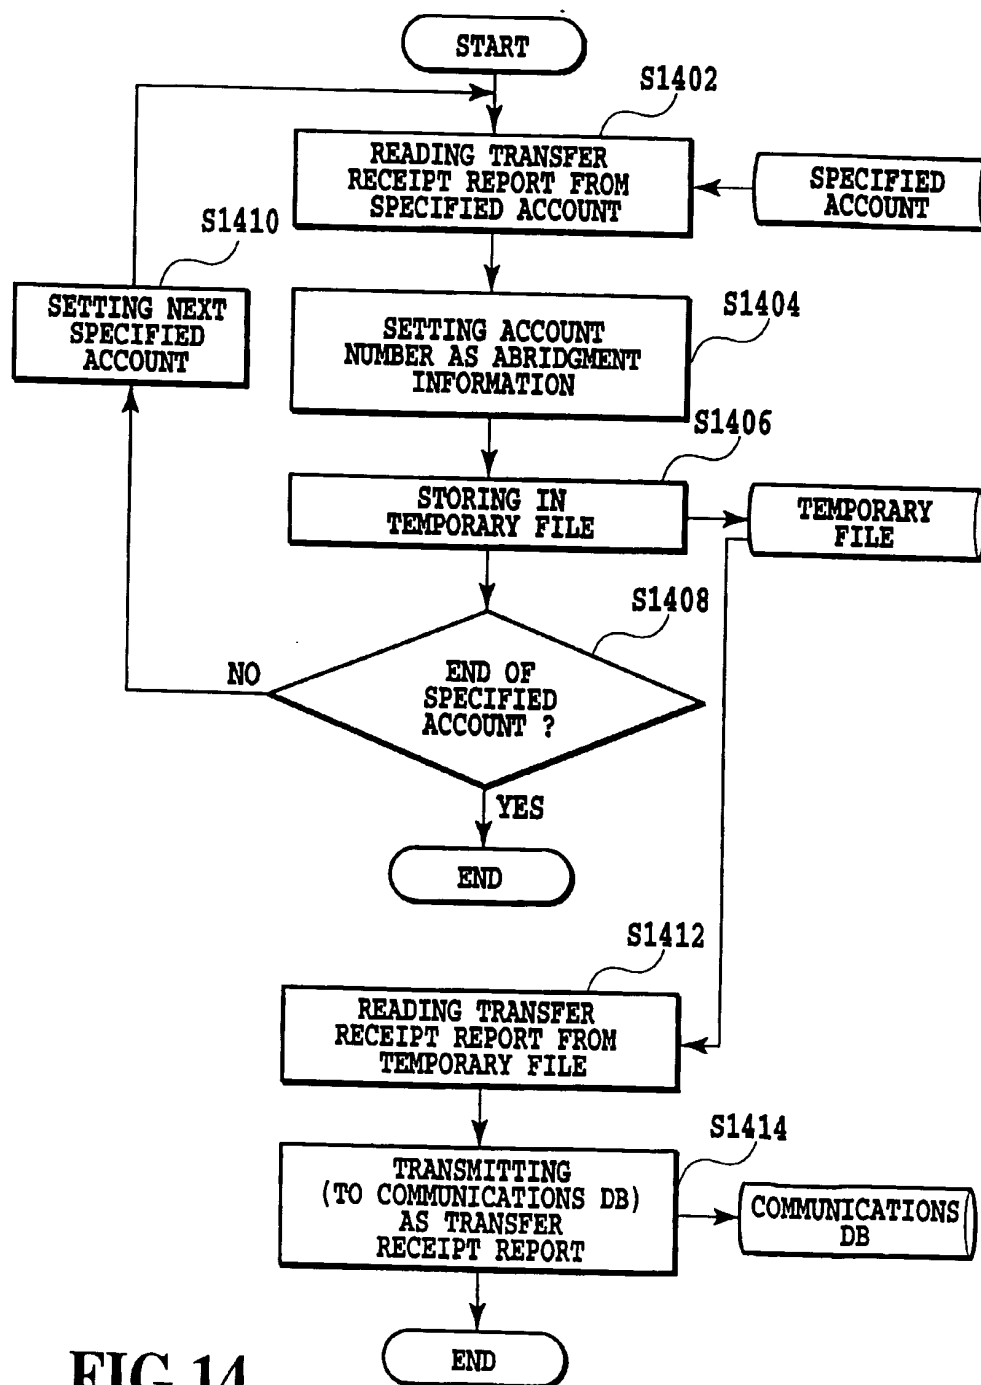 START
S1402
READING TRANSFER
RECEIPT REPORT FROM
SPECIFIED ACCOUNT
SPECIFIED
ACCOUNT
S1410
SETTING NEXT
SPECIFIED
ACCOUNT
S1404
SETTING ACCOUNT
NUMBER AS ABRIDGMENT
INFORMATION
S1406
STORING IN
TEMPORARY FILE
TEMPORARY
FILE
S1408
NO
END OF
SPECIFIED
ACCOUNT ?
YES
END
S1412
READING TRANSFER
RECEIPT REPORT FROM
TEMPORARY FILE
S1414
TRANSMITTING
(TO COMMUNICATIONS DB)
AS TRANSFER
RECEIPT REPORT
COMMUNICATIONS
DB
END
FIG.14